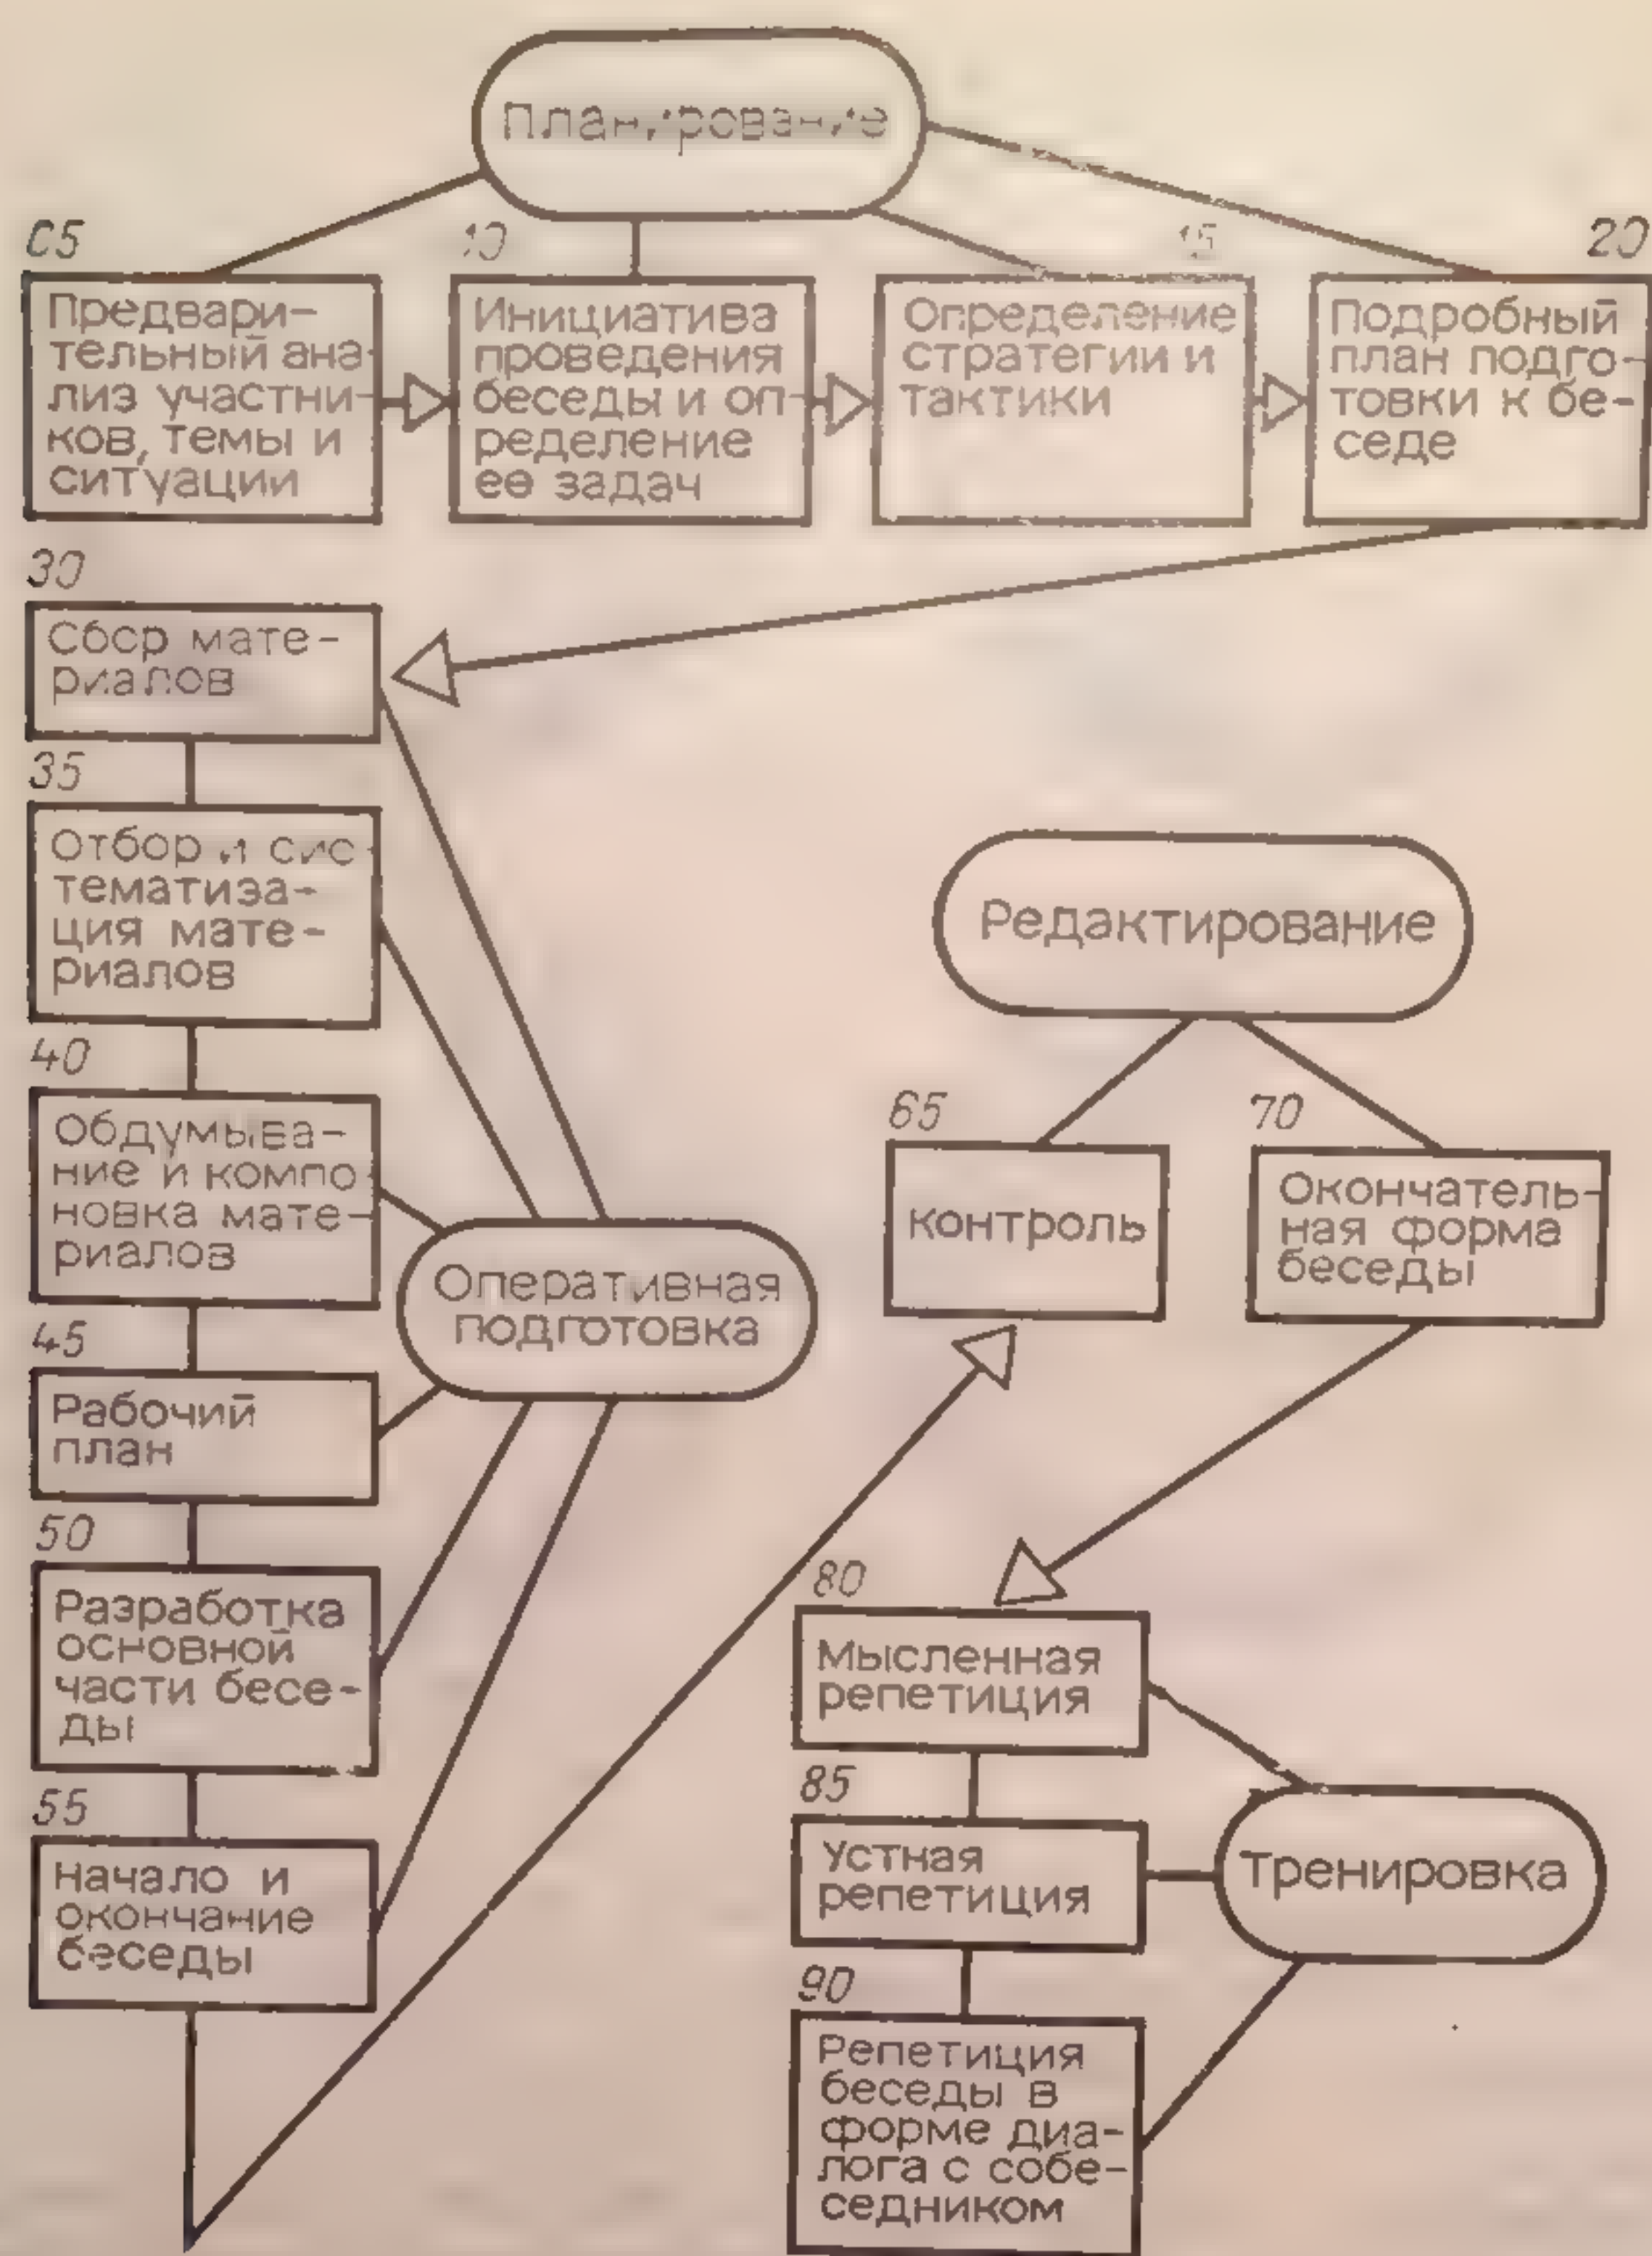 Планирование
05
10
15
20
Предвари-
тельный ана-
лиз участни-
ков, темы и
ситуации
Инициатива
проведения
беседы и оп-
ределение
ее задач
Определение
стратегии и
тактики
Подробный
план подго-
товки к бе-
седе
30
Сбор мате-
риалов
35
Отбор и сис-
тематиза-
ция мате-
риалов
40
Обдумыва-
ние и компо-
новка мате-
риалов
Оперативная
подготовка
45
Рабочий
план
50
Разработка
основной
части бесе-
ды
55
Начало и
окончание
беседы
Редактирование
65
Контроль
70
Окончатель-
ная форма
беседы
80
Мысленная
репетиция
85
Устная
репетиция
Тренировка
90
Репетиция
беседы в
форме диа-
лога с собе-
седником